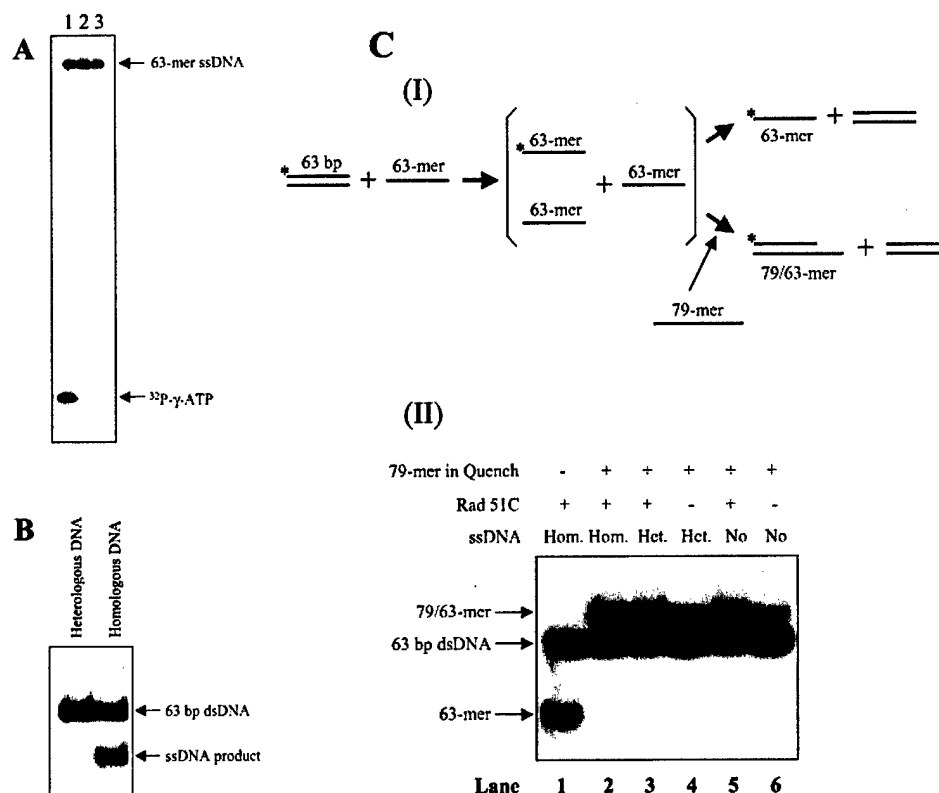 A
1 2 3
63-mer ssDNA
³²P-γ-ATP
B
Heterologous DNA
Homologous DNA
63 bp dsDNA
ssDNA product
C
(I)
* 63 bp + 63-mer
* 63-mer
+ 63-mer
63-mer
* 63-mer +
* 79/63-mer +
79-mer
(II)
79-mer in Quench - + + + + +
Rad 51C + + + - + -
ssDNA Hom. Hom. Het. Het. No No
79/63-mer
63 bp dsDNA
63-mer
Lane 1 2 3 4 5 6